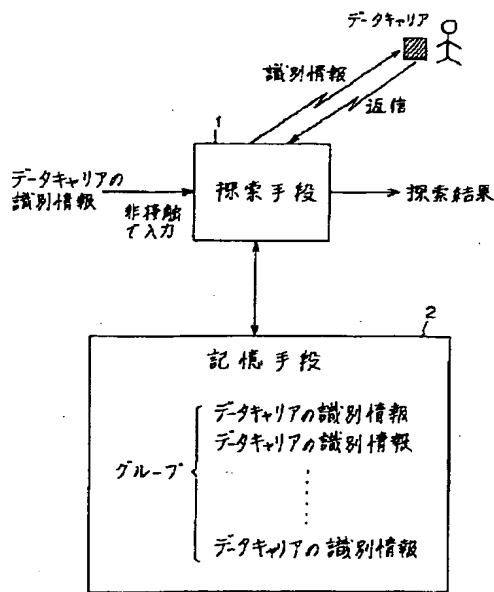 データキャリア
識別情報
返信
1
データキャリアの
識別情報
非接触
で入力
探索手段
探索結果
2
記憶手段
データキャリアの識別情報
データキャリアの識別情報
グループ
データキャリアの識別情報